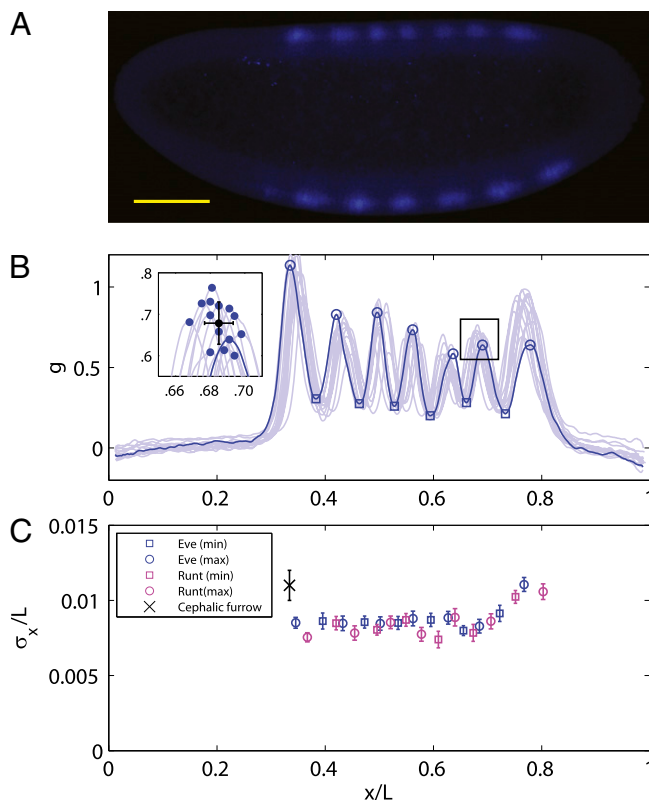 A
B
g
1
0.5
0
.8
.7
.6
.66
.68
.70
0
0.2
0.4
0.6
0.8
1
C
σx/L
0.015
0.01
0.005
0
Eve (min)
Eve (max)
Runt (min)
Runt(max)
Cephalic furrow
0
0.2
0.4
0.6
0.8
1
x/L